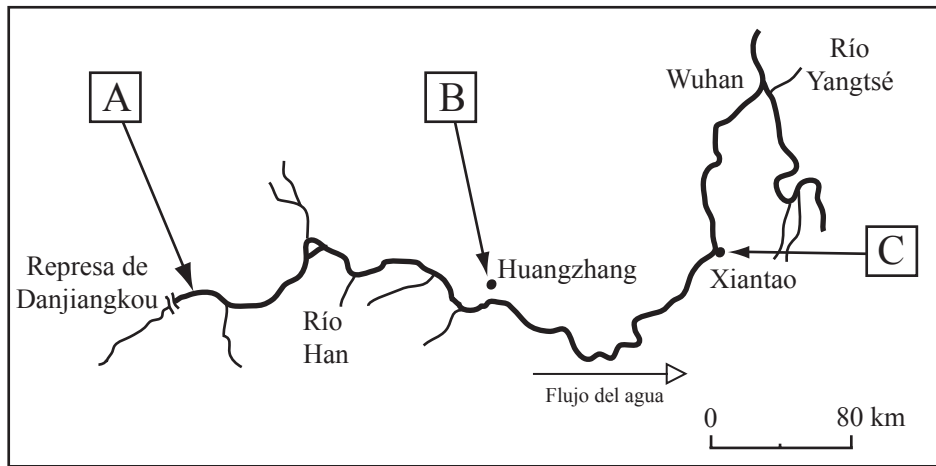 A
B
Wuhan
Río
Yangtsé
Represa de
Danjiangkou
Huangzhang
C
Xiantao
Río
Han
Flujo del agua
0 80 km